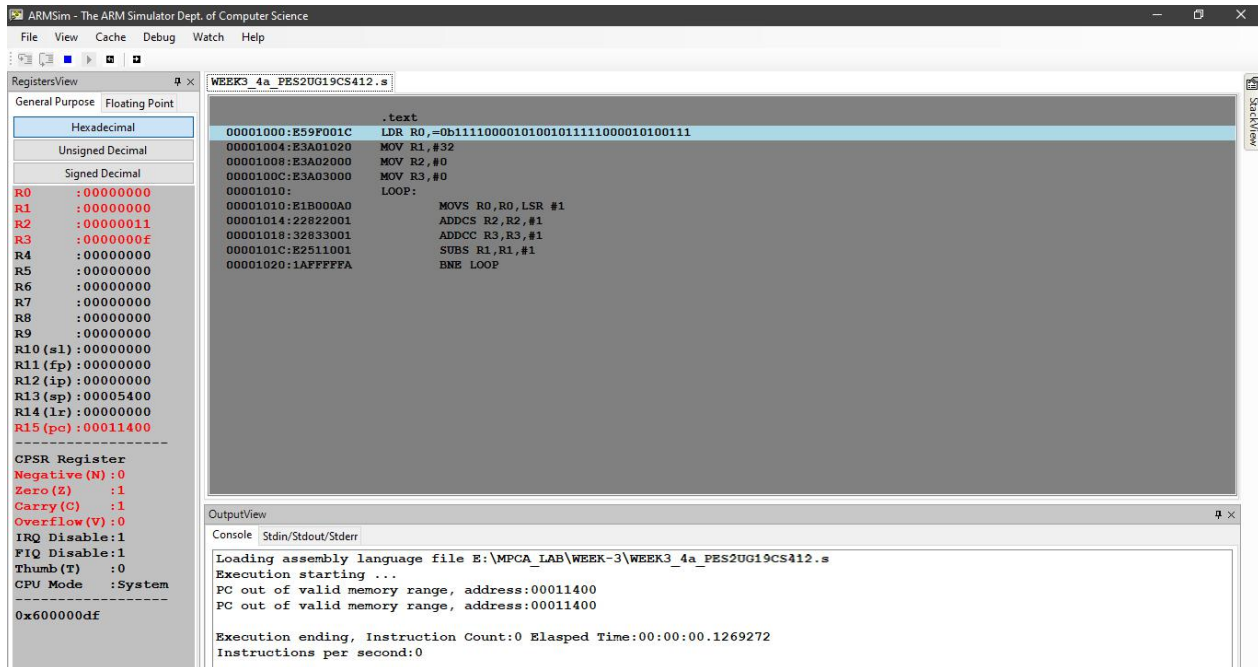 ARMSim - The ARM Simulator Dept. of Computer Science
File View Cache Debug Watch Help
RegistersView
General Purpose Floating Point
Hexadecimal
Unsigned Decimal
Signed Decimal
R0 :00000000
R1 :00000000
R2 :00000011
R3 :0000000f
R4 :00000000
R5 :00000000
R6 :00000000
R7 :00000000
R8 :00000000
R9 :00000000
R10(sl):00000000
R11(fp):00000000
R12(ip):00000000
R13(sp):00005400
R14(lr):00000000
R15(pc):00011400
CPSR Register
Negative(N):0
Zero(Z) :1
Carry(C) :1
Overflow(V):0
IRQ Disable:1
FIQ Disable:1
Thumb(T) :0
CPU Mode :System
0x600000df
WEEK3_4a_PES2UG19CS412.s
.text
00001000:E59F001C LDR R0,=0b11110000101001011111000010100111
00001004:E3A01020 MOV R1,#32
00001008:E3A02000 MOV R2,#0
0000100C:E3A03000 MOV R3,#0
00001010: LOOP:
00001010:E1B000A0 MOVS R0,R0,LSR #1
00001014:22822001 ADDCS R2,R2,#1
00001018:32833001 ADDCC R3,R3,#1
0000101C:E2511001 SUBS R1,R1,#1
00001020:1AFFFFFA BNE LOOP
StackView
OutputView
Console Stdin/Stdout/Stderr
Loading assembly language file E:\MPCA_LAB\WEEK-3\WEEK3_4a_PES2UG19CS412.s
Execution starting ...
PC out of valid memory range, address:00011400
PC out of valid memory range, address:00011400
Execution ending, Instruction Count:0 Elasped Time:00:00:00.1269272
Instructions per second:0